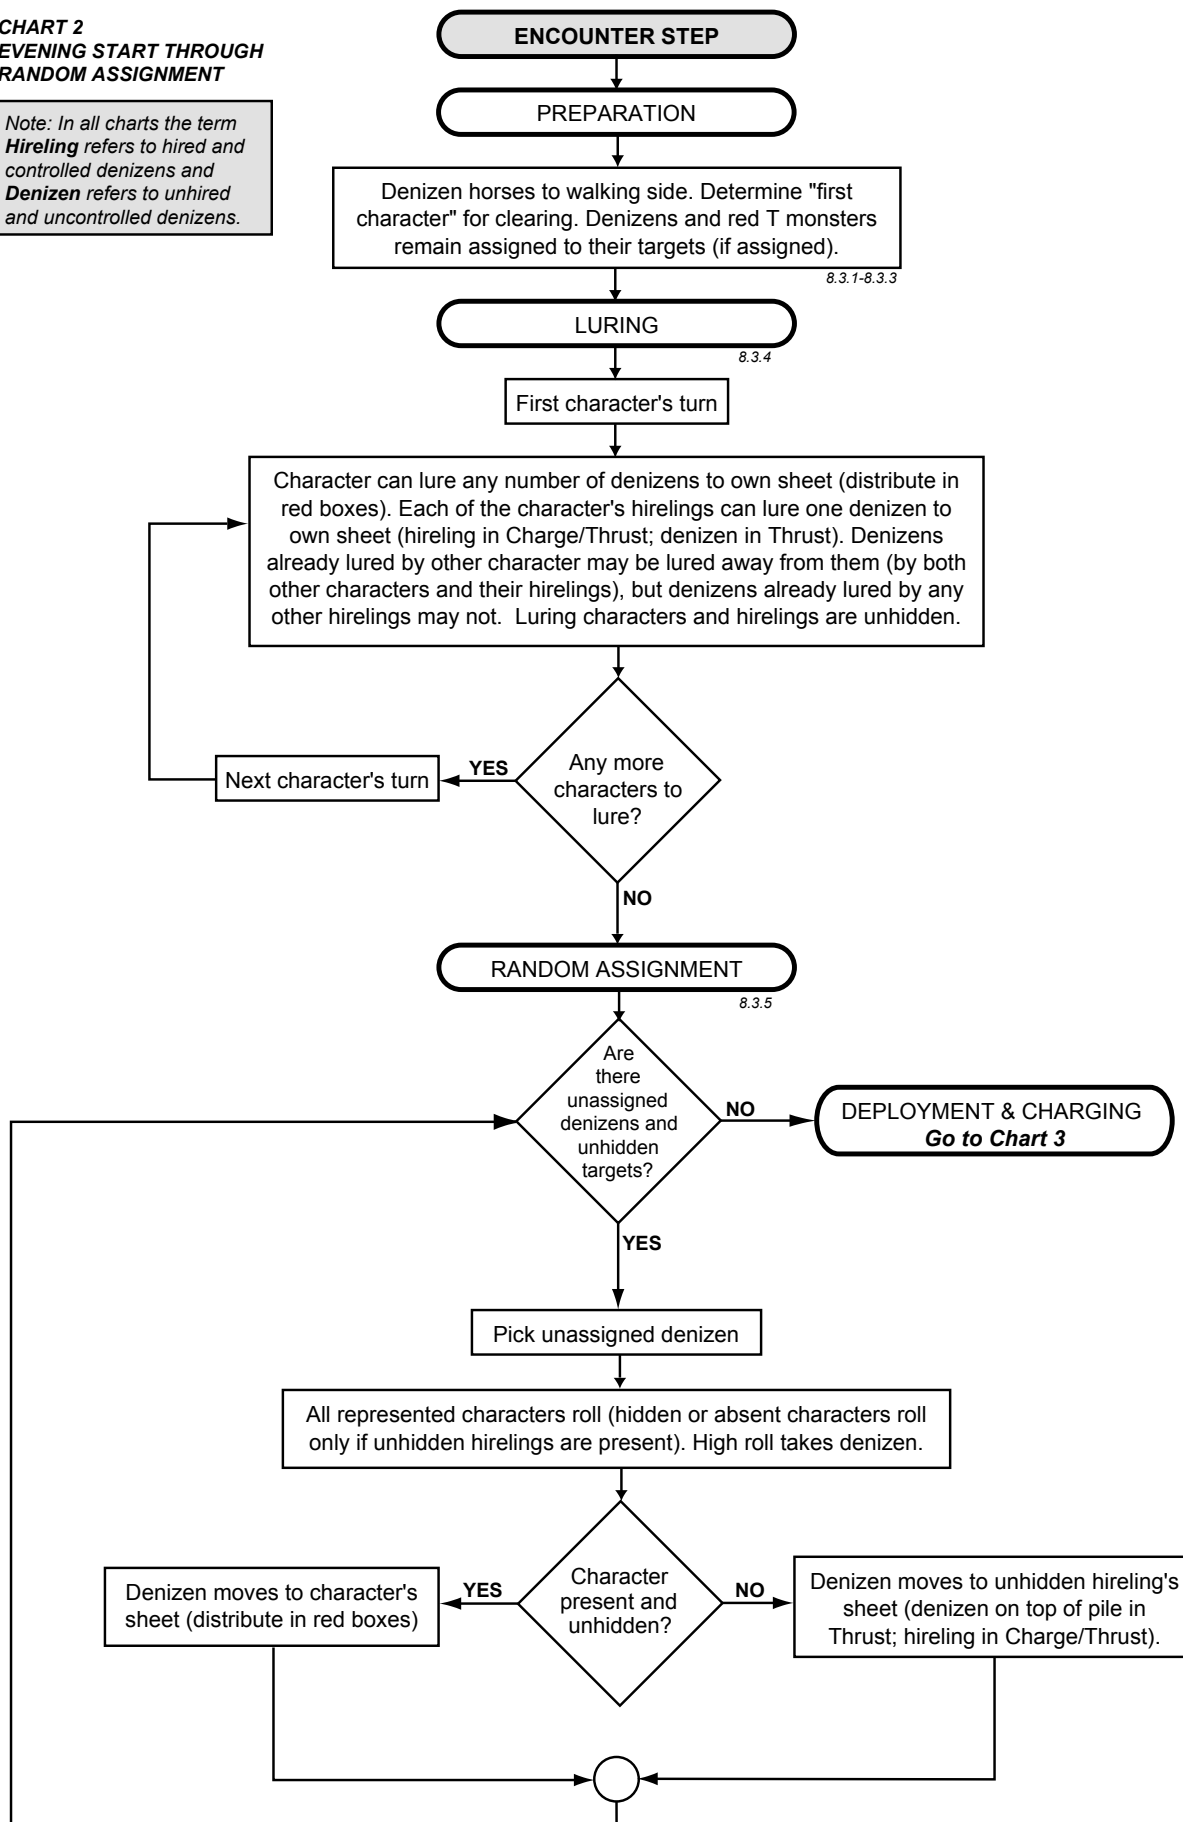 CHART 2
EVENING START THROUGH
RANDOM ASSIGNMENT
Note: In all charts the term
Hireling refers to hired and
controlled denizens and
Denizen refers to unhired
and uncontrolled denizens.
ENCOUNTER STEP
PREPARATION
Denizen horses to walking side. Determine "first
character" for clearing. Denizens and red T monsters
remain assigned to their targets (if assigned).
8.3.1-8.3.3
LURING
8.3.4
First character's turn
Character can lure any number of denizens to own sheet (distribute in
red boxes). Each of the character's hirelings can lure one denizen to
own sheet (hireling in Charge/Thrust; denizen in Thrust). Denizens
already lured by other character may be lured away from them (by both
other characters and their hirelings), but denizens already lured by any
other hirelings may not. Luring characters and hirelings are unhidden.
Any more
characters to
lure?
YES
Next character's turn
NO
RANDOM ASSIGNMENT
8.3.5
Are
there
unassigned
denizens and
unhidden
targets?
NO
DEPLOYMENT & CHARGING
Go to Chart 3
YES
Pick unassigned denizen
All represented characters roll (hidden or absent characters roll
only if unhidden hirelings are present). High roll takes denizen.
Character
present and
unhidden?
YES
Denizen moves to character's
sheet (distribute in red boxes)
NO
Denizen moves to unhidden hireling's
sheet (denizen on top of pile in
Thrust; hireling in Charge/Thrust).